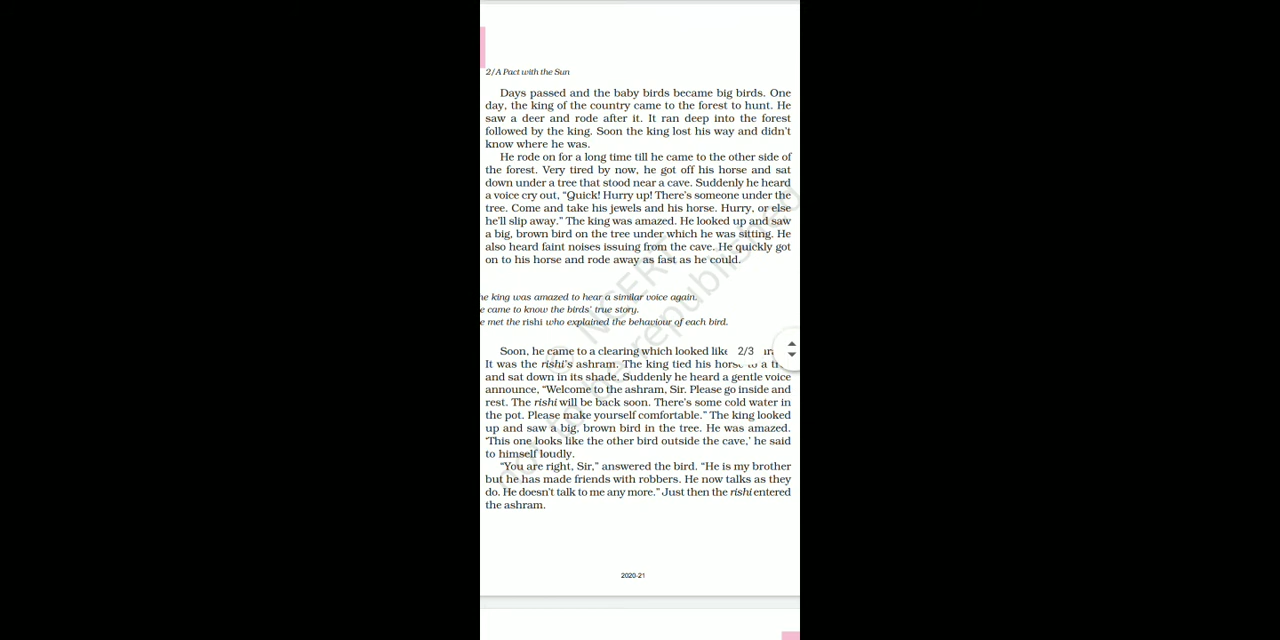 2/A Pact with the Sun
Days passed and the baby birds became big birds. One
day, the king of the country came to the forest to hunt. He
saw a deer and rode after it. It ran deep into the forest
followed by the king. Soon the king lost his way and didn't
know where he was.
He rode on for a long time till he came to the other side of
the forest. Very tired by now, he got off his horse and sat
down under a tree that stood near a cave. Suddenly he heard
a voice cry out, “Quick! Hurry up! There's someone under the
tree. Come and take his jewels and his horse. Hurry, or else
he'll slip away.” The king was amazed. He looked up and saw
a big, brown bird on the tree under which he was sitting. He
also heard faint noises issuing from the cave. He quickly got
on to his horse and rode away as fast as he could.
he king was amazed to hear a similar voice again.
e came to know the birds' true story.
e met the rishi who explained the behaviour of each bird.
Soon, he came to a clearing which looked like
2/3
It was the rishi's ashram. The king tied his horse to a
and sat down in its shade. Suddenly he heard a gentle voice
announce, “Welcome to the ashram, Sir. Please go inside and
rest. The rishi will be back soon. There's some cold water in
the pot. Please make yourself comfortable.” The king looked
up and saw a big, brown bird in the tree. He was amazed.
‘This one looks like the other bird outside the cave,’ he said
to himself loudly.
“You are right, Sir,” answered the bird. “He is my brother
but he has made friends with robbers. He now talks as they
do. He doesn't talk to me any more.” Just then the rishi entered
the ashram.
© NCERT
not to be republished
2020-21